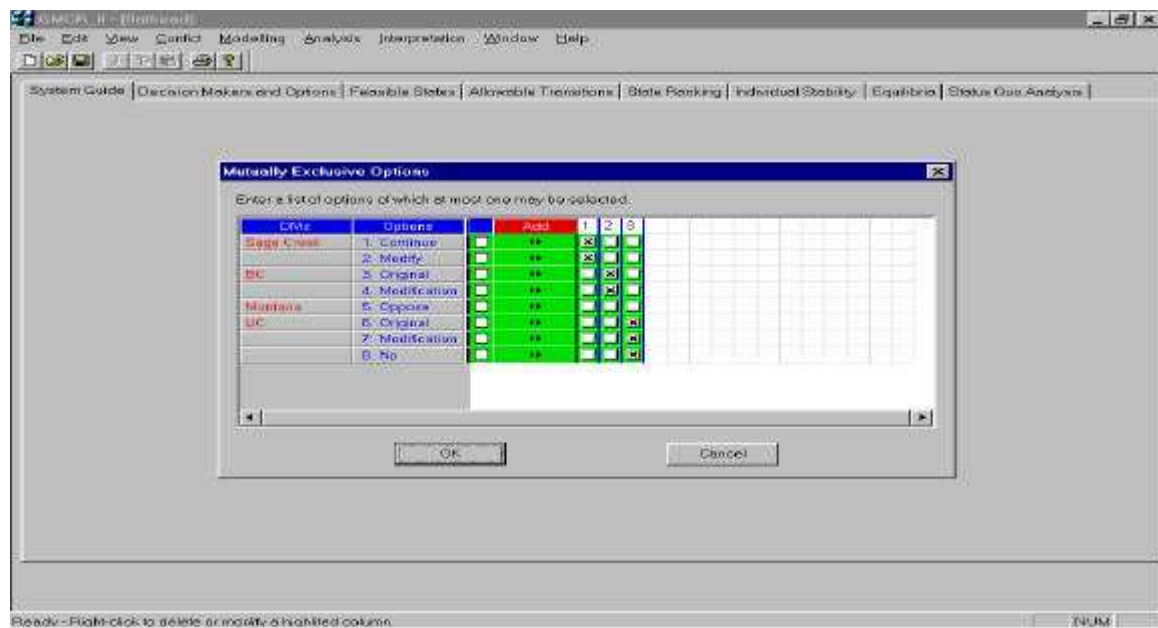 GMCR II - [flathead]
File Edit View Conflict Modelling Analysis Interpretation Window Help
System Guide Decision Makers and Options Feasible States Allowable Transitions State Ranking Individual Stability Equilibria Status Quo Analysis
Mutually Exclusive Options
Enter a list of options of which at most one may be selected.
DMs Options Add 1 2 3
Sage Creek 1. Continue
2. Modify
BC 3. Original
4. Modification
Montana 5. Oppose
IJC 6. Original
7. Modification
8. No
OK Cancel
Ready - Right-click to delete or modify a highlited column. NUM